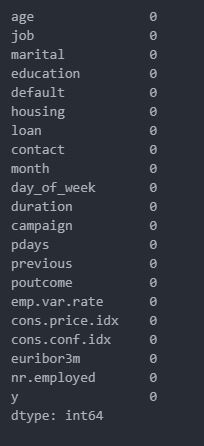 age 0
job 0
marital 0
education 0
default 0
housing 0
loan 0
contact 0
month 0
day_of_week 0
duration 0
campaign 0
pdays 0
previous 0
poutcome 0
emp.var.rate 0
cons.price.idx 0
cons.conf.idx 0
euribor3m 0
nr.employed 0
y 0
dtype: int64